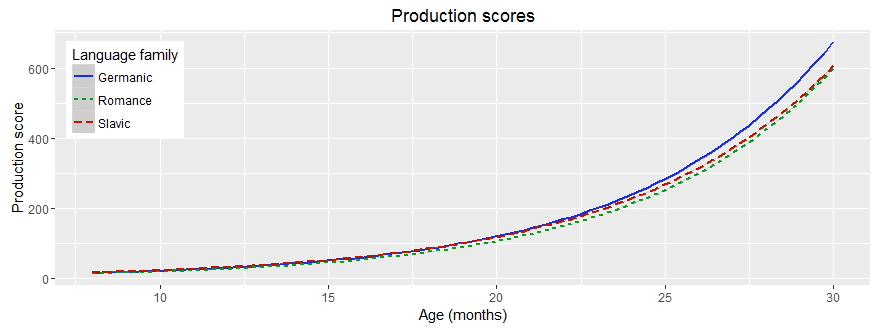 Production scores
Language family
Germanic
Romance
Slavic
Production score
600
400
200
0
10
15
20
25
30
Age (months)